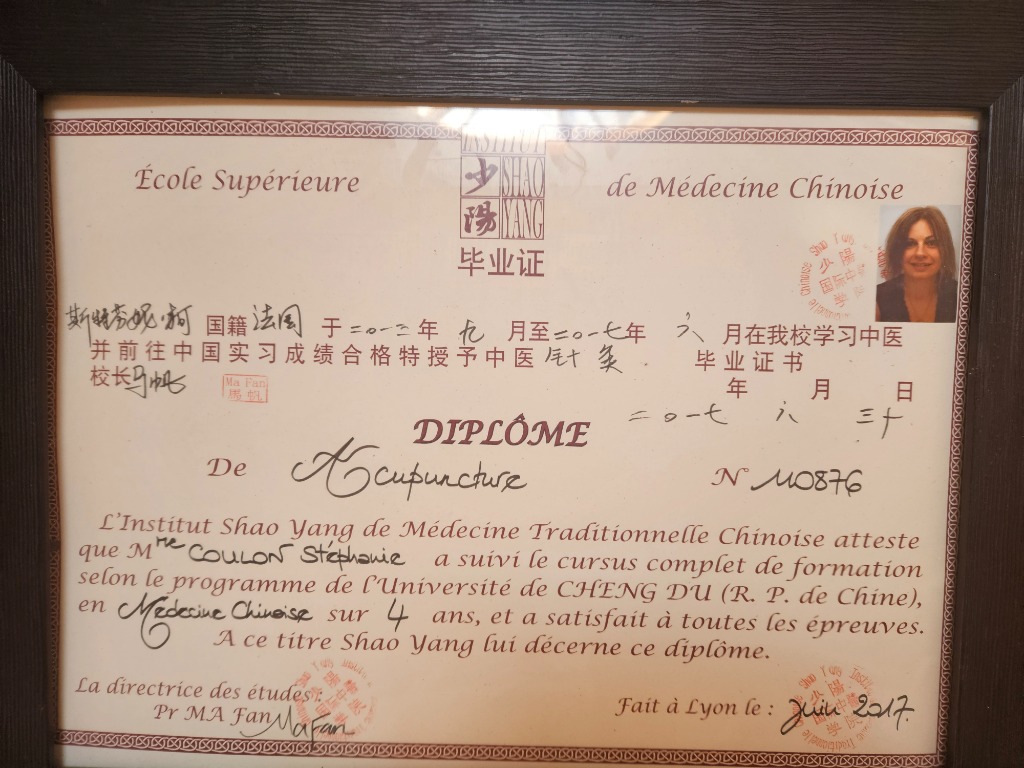 INSTITUT
École Supérieure 少 SHAO de Médecine Chinoise
陽 YANG
毕业证
斯特芬妮·柯 国籍 法国 于 二〇一三年 九 月至 二〇一七年 六 月在我校学习中医
并前往中国实习成绩合格特授予中医 针灸 毕业证书
校长 马帆 Ma Fan 馬帆 年 月 日
二〇一七 六 三十
DIPLÔME
De Acupuncture N 110876
L'Institut Shao Yang de Médecine Traditionnelle Chinoise atteste
que Mme COULON Stéphanie a suivi le cursus complet de formation
selon le programme de l'Université de CHENG DU (R. P. de Chine),
en Médecine Chinoise sur 4 ans, et a satisfait à toutes les épreuves.
A ce titre Shao Yang lui décerne ce diplôme.
La directrice des études :
Pr MA Fan MaFan
Fait à Lyon le : Juin 2017.